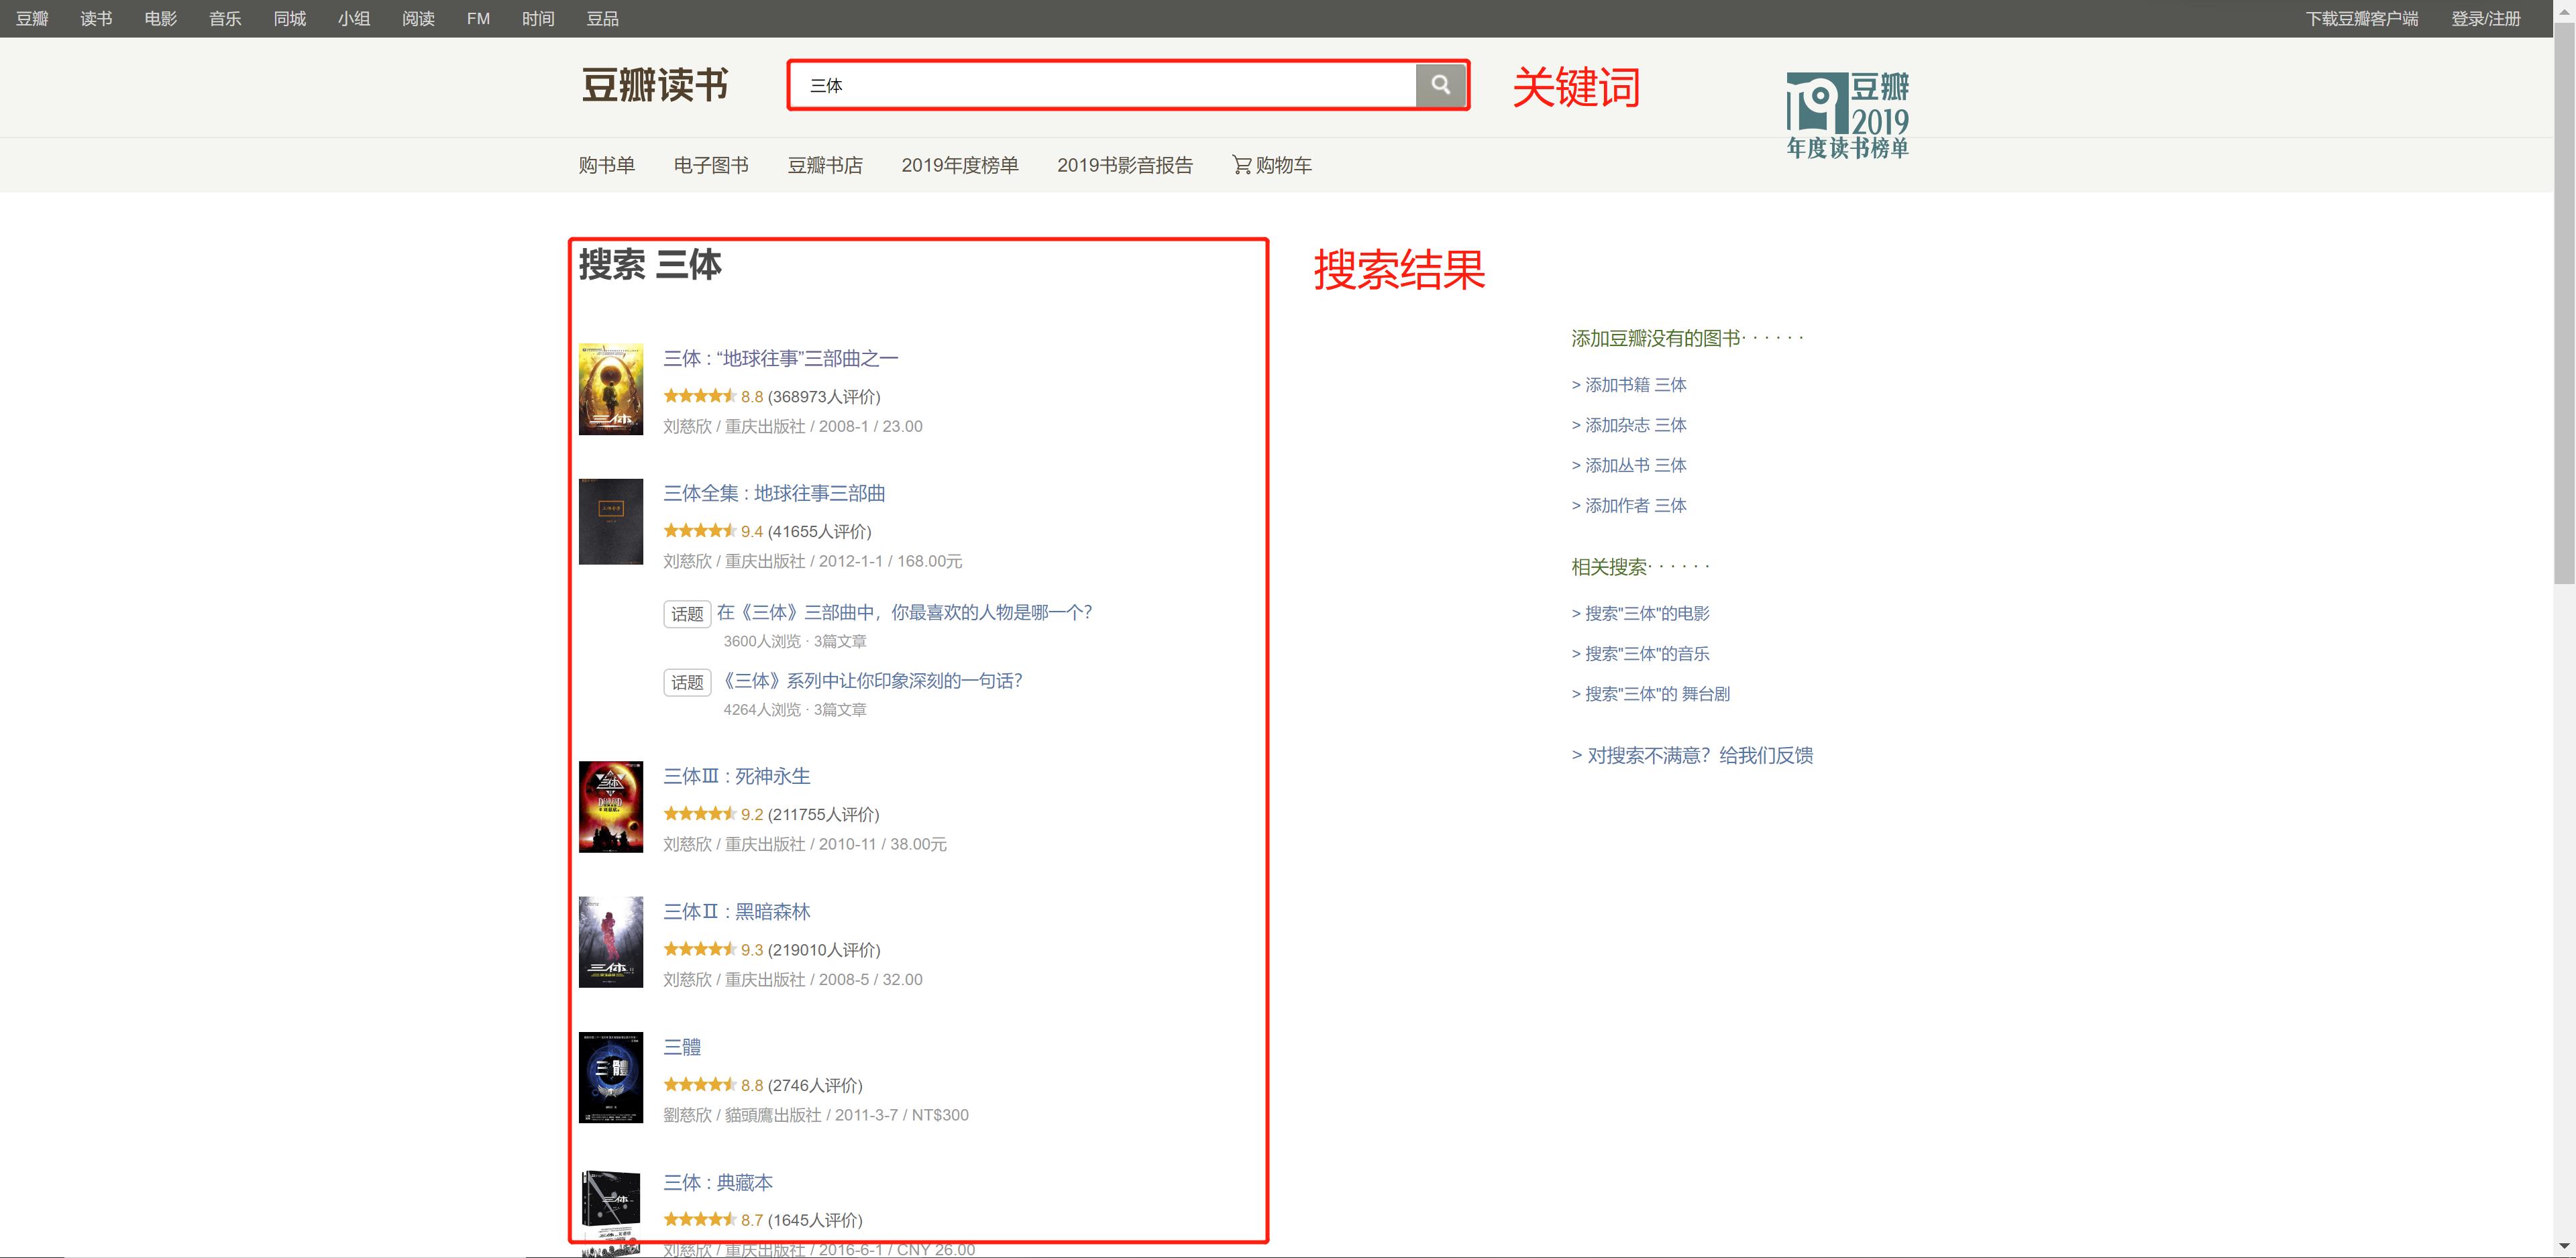 豆瓣 读书 电影 音乐 同城 小组 阅读 FM 时间 豆品 下载豆瓣客户端 登录/注册
豆瓣读书
三体
关键词
豆瓣
2019
年度读书榜单
购书单 电子图书 豆瓣书店 2019年度榜单 2019书影音报告 购物车
搜索 三体
搜索结果
三体 : “地球往事”三部曲之一
8.8 (368973人评价)
刘慈欣 / 重庆出版社 / 2008-1 / 23.00
三体全集 : 地球往事三部曲
9.4 (41655人评价)
刘慈欣 / 重庆出版社 / 2012-1-1 / 168.00元
话题 在《三体》三部曲中，你最喜欢的人物是哪一个？
3600人浏览 · 3篇文章
话题 《三体》系列中让你印象深刻的一句话？
4264人浏览 · 3篇文章
三体Ⅲ : 死神永生
9.2 (211755人评价)
刘慈欣 / 重庆出版社 / 2010-11 / 38.00元
三体Ⅱ : 黑暗森林
9.3 (219010人评价)
刘慈欣 / 重庆出版社 / 2008-5 / 32.00
三體
三體
8.8 (2746人评价)
劉慈欣 / 貓頭鷹出版社 / 2011-3-7 / NT$300
三体 : 典藏本
8.7 (1645人评价)
刘慈欣 / 重庆出版社 / 2016-6-1 / CNY 26.00
添加豆瓣没有的图书· · · · · ·
> 添加书籍 三体
> 添加杂志 三体
> 添加丛书 三体
> 添加作者 三体
相关搜索· · · · · ·
> 搜索"三体"的电影
> 搜索"三体"的音乐
> 搜索"三体"的 舞台剧
> 对搜索不满意？给我们反馈